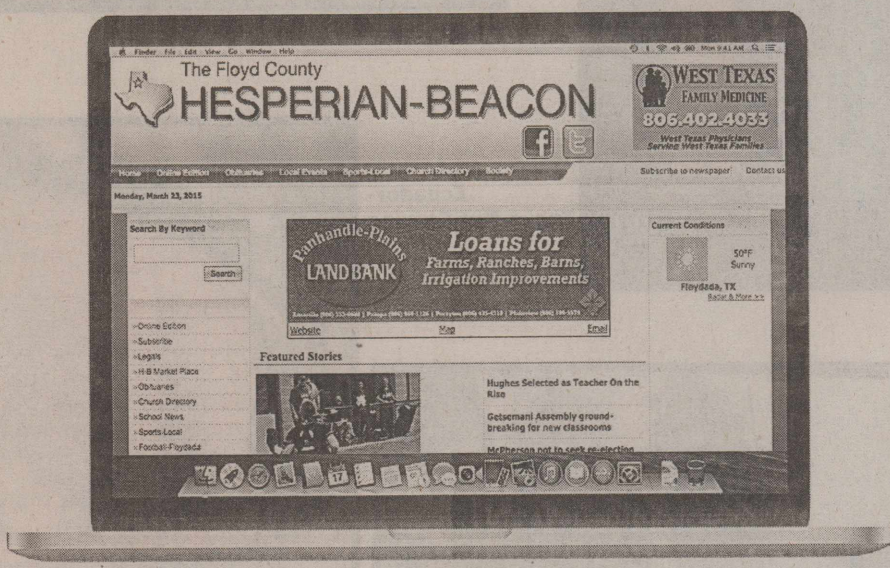 Finder File Edit View Go Window Help
Mon 9:41 AM
The Floyd County
HESPERIAN-BEACON
WEST TEXAS
FAMILY MEDICINE
806.402.4033
West Texas Physicians
Serving West Texas Families
Home Online Edition Obituaries Local Events Sports-Local Church Directory Society
Subscribe to newspaper Contact us
Monday, March 23, 2015
Search By Keyword
Search
Panhandle-Plains
LAND BANK
Loans for
Farms, Ranches, Barns,
Irrigation Improvements
Website Map Email
Current Conditions
50°F
Sunny
Floydada, TX
Radar & More >>
Online Edition
Subscribe
Legals
H-B Market Place
Obituaries
Church Directory
School News
Sports-Local
Football-Floydada
Featured Stories
Hughes Selected as Teacher On the
Rise
Getsemani Assembly ground-
breaking for new classrooms
McPherson not to seek re-election
17